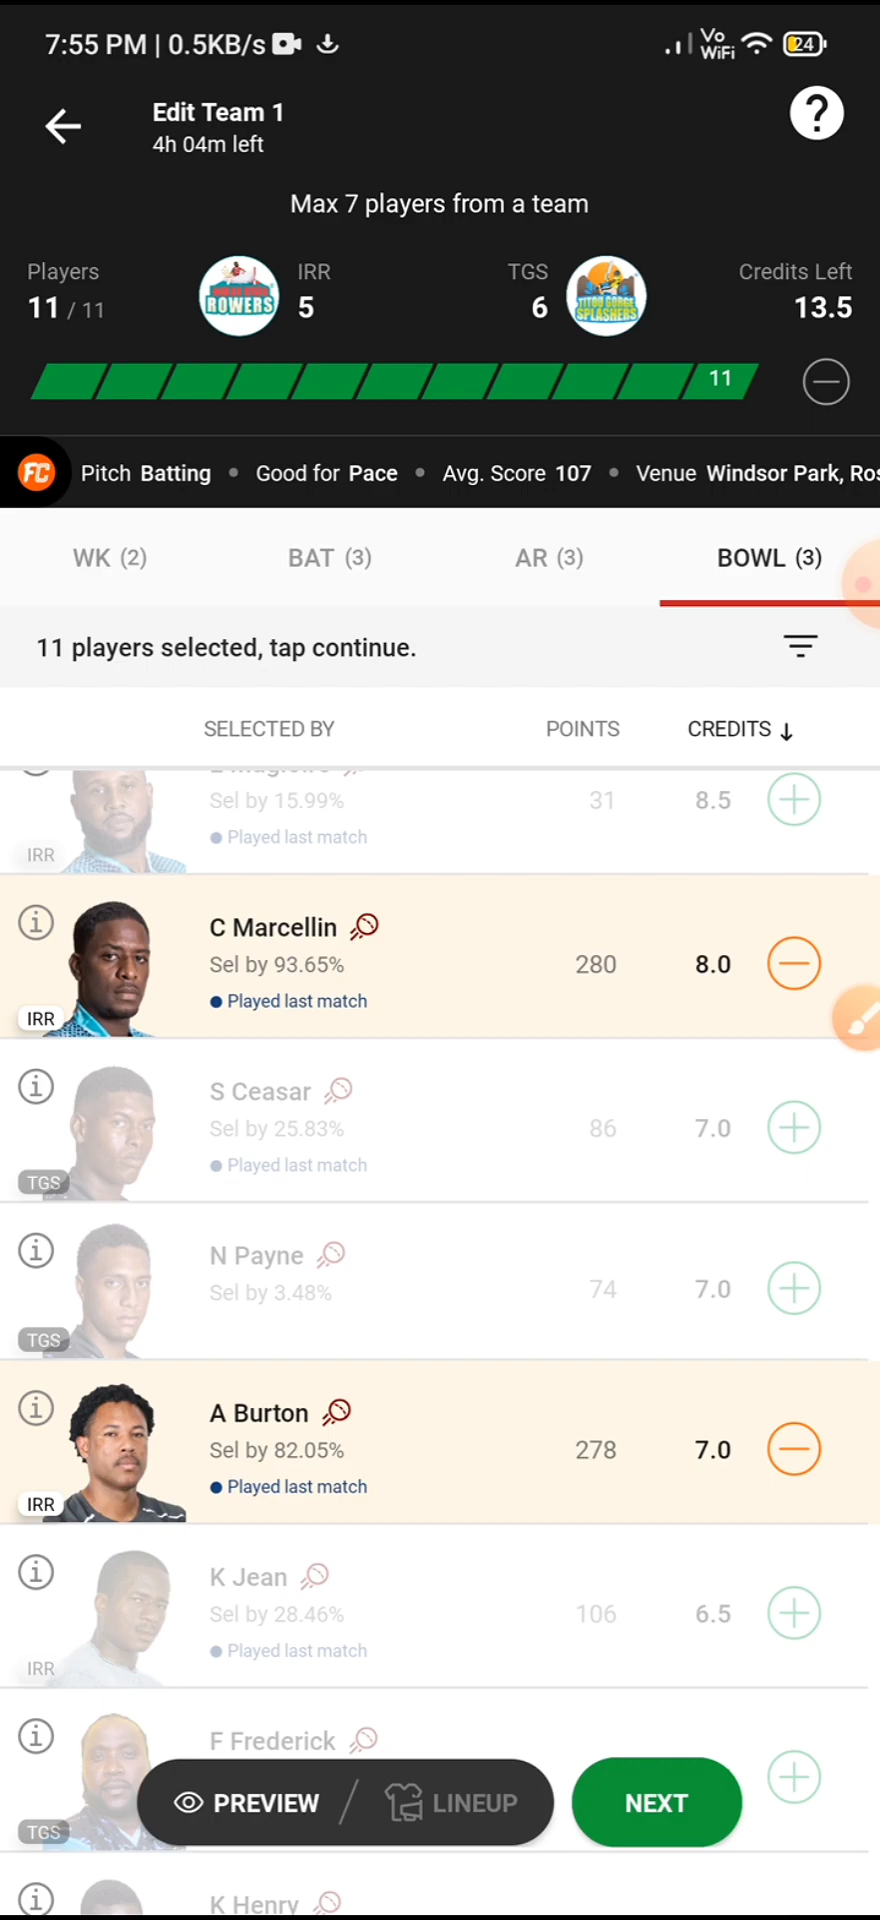 7:55 PM | 0.5KB/s
Vo WiFi 24
Edit Team 1
4h 04m left
?
Max 7 players from a team
Players IRR TGS Credits Left
11 / 11 ROWERS 5 6 TITOU GORGE SPLASHERS 13.5
11
FC Pitch Batting • Good for Pace • Avg. Score 107 • Venue Windsor Park, Ros
WK (2) BAT (3) AR (3) BOWL (3)
11 players selected, tap continue.
SELECTED BY POINTS CREDITS ↓
Sel by 15.99% 31 8.5
Played last match
IRR
C Marcellin
Sel by 93.65% 280 8.0
Played last match
IRR
S Ceasar
Sel by 25.83% 86 7.0
Played last match
TGS
N Payne
Sel by 3.48% 74 7.0
TGS
A Burton
Sel by 82.05% 278 7.0
Played last match
IRR
K Jean
Sel by 28.46% 106 6.5
Played last match
IRR
F Frederick
TGS
PREVIEW / LINEUP NEXT
K Henry